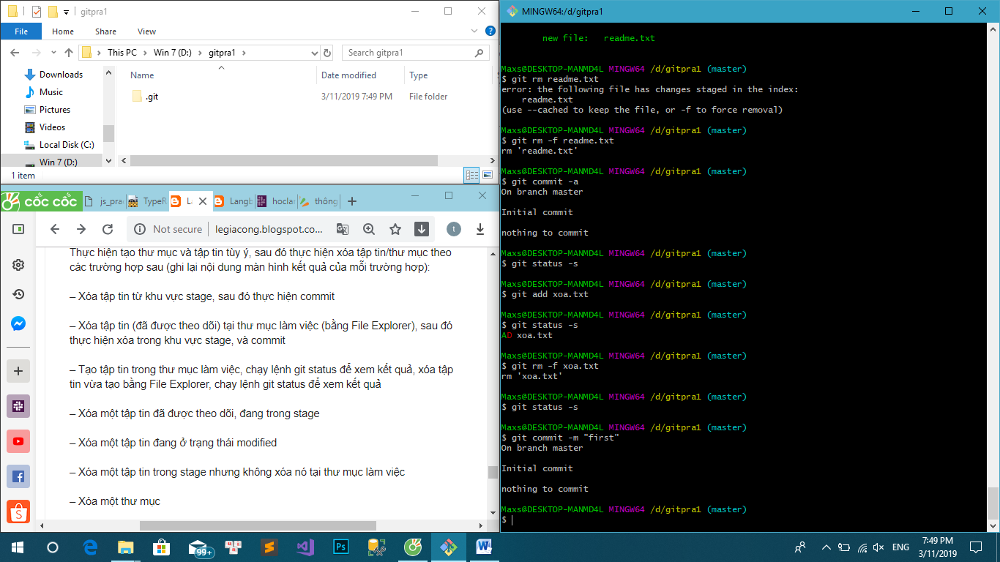 gitpra1
File
Home
Share
View
This PC
Win 7 (D:)
gitpra1
Search gitpra1
Downloads
Music
Pictures
Videos
Local Disk (C:)
Win 7 (D:)
Name
Date modified
Type
.git
3/11/2019 7:49 PM
File folder
1 item
CỐC CỐC
js_pra
TypeR
Langb
hoclar
thông
Not secure
legiacong.blogspot.co...
t
Thực hiện tạo thư mục và tập tin tùy ý, sau đó thực hiện xóa tập tin/thư mục theo
các trường hợp sau (ghi lại nội dung màn hình kết quả của mỗi trường hợp):
– Xóa tập tin từ khu vực stage, sau đó thực hiện commit
– Xóa tập tin (đã được theo dõi) tại thư mục làm việc (bằng File Explorer), sau đó
thực hiện xóa trong khu vực stage, và commit
– Tạo tập tin trong thư mục làm việc, chạy lệnh git status để xem kết quả, xóa tập
tin vừa tạo bằng File Explorer, chạy lệnh git status để xem kết quả
– Xóa một tập tin đã được theo dõi, đang trong stage
– Xóa một tập tin đang ở trạng thái modified
– Xóa một tập tin trong stage nhưng không xóa nó tại thư mục làm việc
– Xóa một thư mục
MINGW64:/d/gitpra1
new file:   readme.txt
Maxs@DESKTOP-MANMD4L MINGW64 /d/gitpra1 (master)
$ git rm readme.txt
error: the following file has changes staged in the index:
    readme.txt
(use --cached to keep the file, or -f to force removal)
Maxs@DESKTOP-MANMD4L MINGW64 /d/gitpra1 (master)
$ git rm -f readme.txt
rm 'readme.txt'
Maxs@DESKTOP-MANMD4L MINGW64 /d/gitpra1 (master)
$ git commit -a
On branch master
Initial commit
nothing to commit
Maxs@DESKTOP-MANMD4L MINGW64 /d/gitpra1 (master)
$ git status -s
Maxs@DESKTOP-MANMD4L MINGW64 /d/gitpra1 (master)
$ git add xoa.txt
Maxs@DESKTOP-MANMD4L MINGW64 /d/gitpra1 (master)
$ git status -s
AD xoa.txt
Maxs@DESKTOP-MANMD4L MINGW64 /d/gitpra1 (master)
$ git rm -f xoa.txt
rm 'xoa.txt'
Maxs@DESKTOP-MANMD4L MINGW64 /d/gitpra1 (master)
$ git status -s
Maxs@DESKTOP-MANMD4L MINGW64 /d/gitpra1 (master)
$ git commit -m "first"
On branch master
Initial commit
nothing to commit
Maxs@DESKTOP-MANMD4L MINGW64 /d/gitpra1 (master)
$
99+
Ps
ENG
7:49 PM
3/11/2019